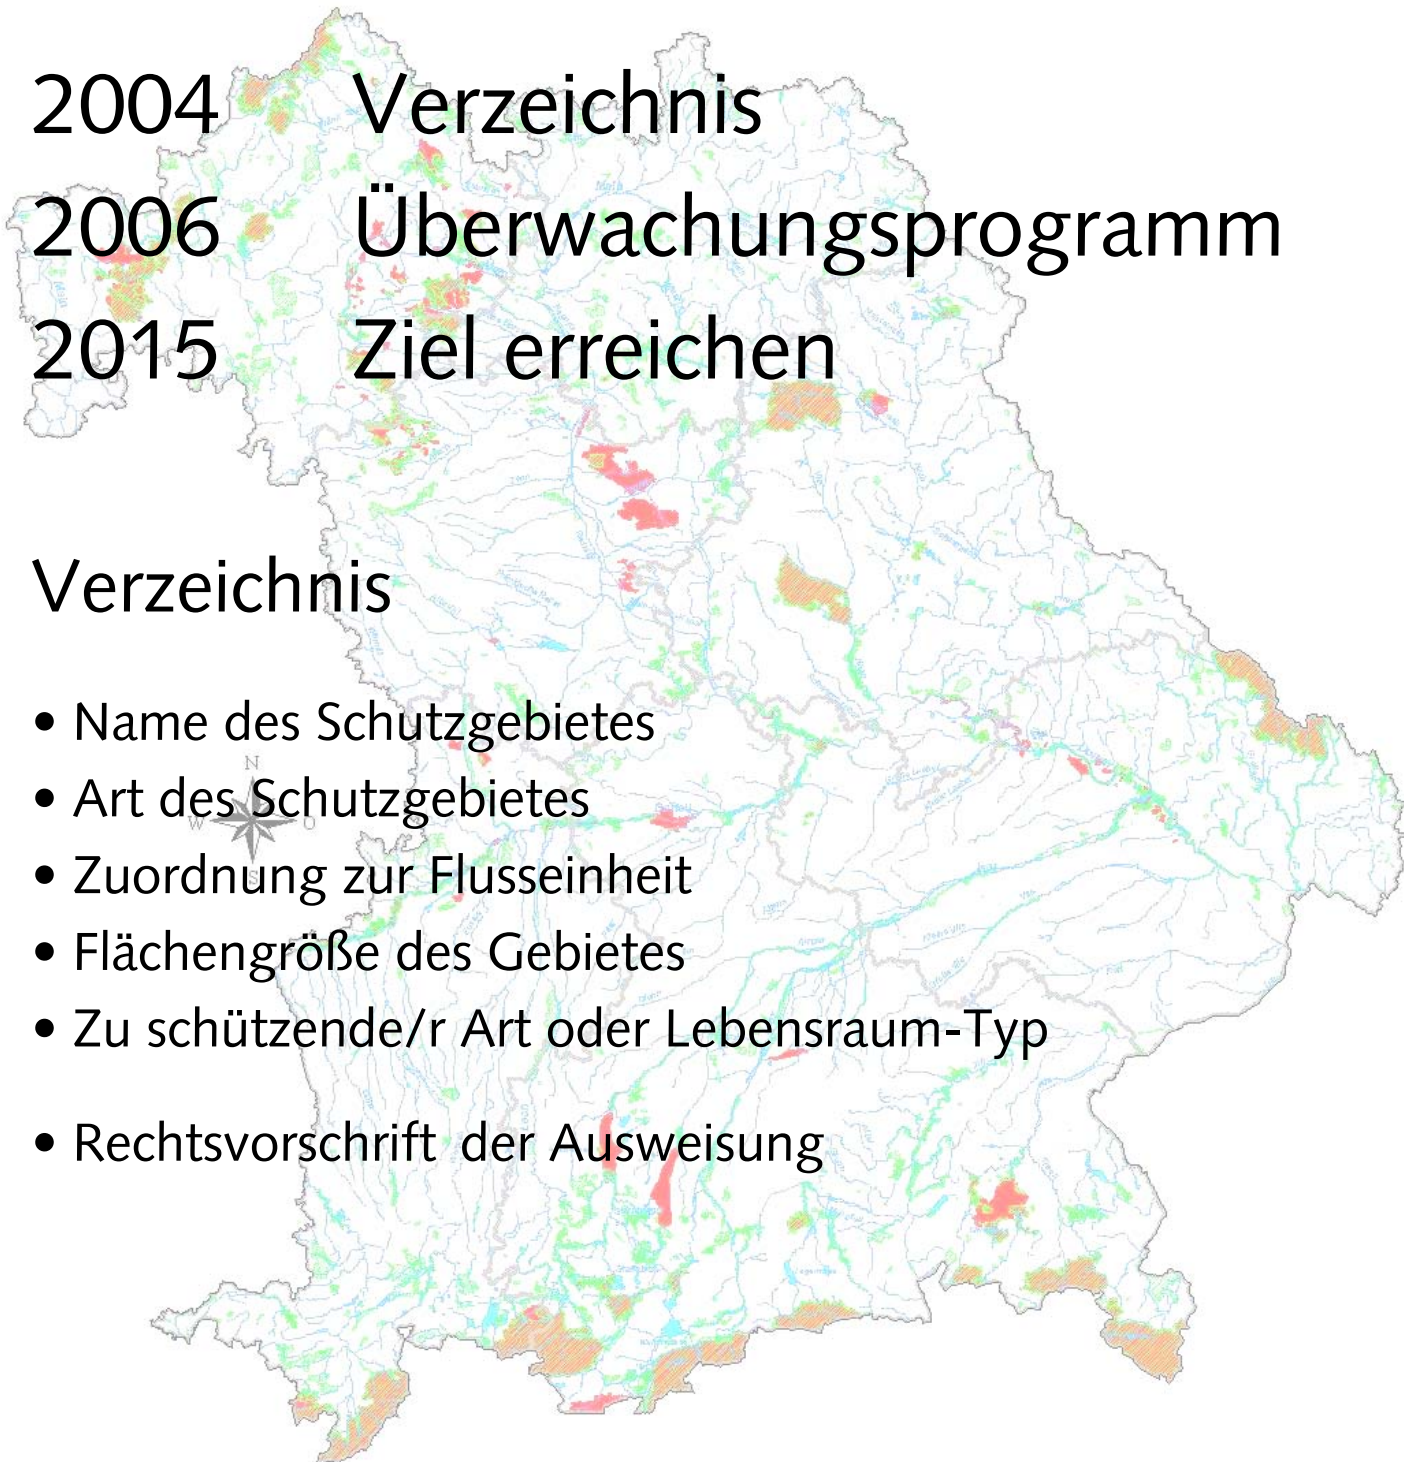 2004 Verzeichnis
2006 Überwachungsprogramm
2015 Ziel erreichen
Verzeichnis
• Name des Schutzgebietes
N
• Art des Schutzgebietes
W O
• Zuordnung zur Flusseinheit
S
• Flächengröße des Gebietes
• Zu schützende/r Art oder Lebensraum-Typ
• Rechtsvorschrift der Ausweisung